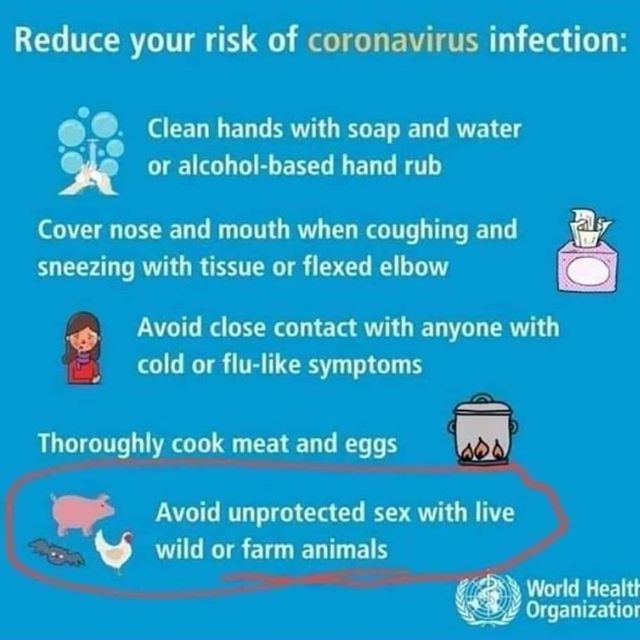 Reduce your risk of coronavirus infection:
Clean hands with soap and water
or alcohol-based hand rub
Cover nose and mouth when coughing and
sneezing with tissue or flexed elbow
Avoid close contact with anyone with
cold or flu-like symptoms
Thoroughly cook meat and eggs
Avoid unprotected sex with live
wild or farm animals
World Health
Organization